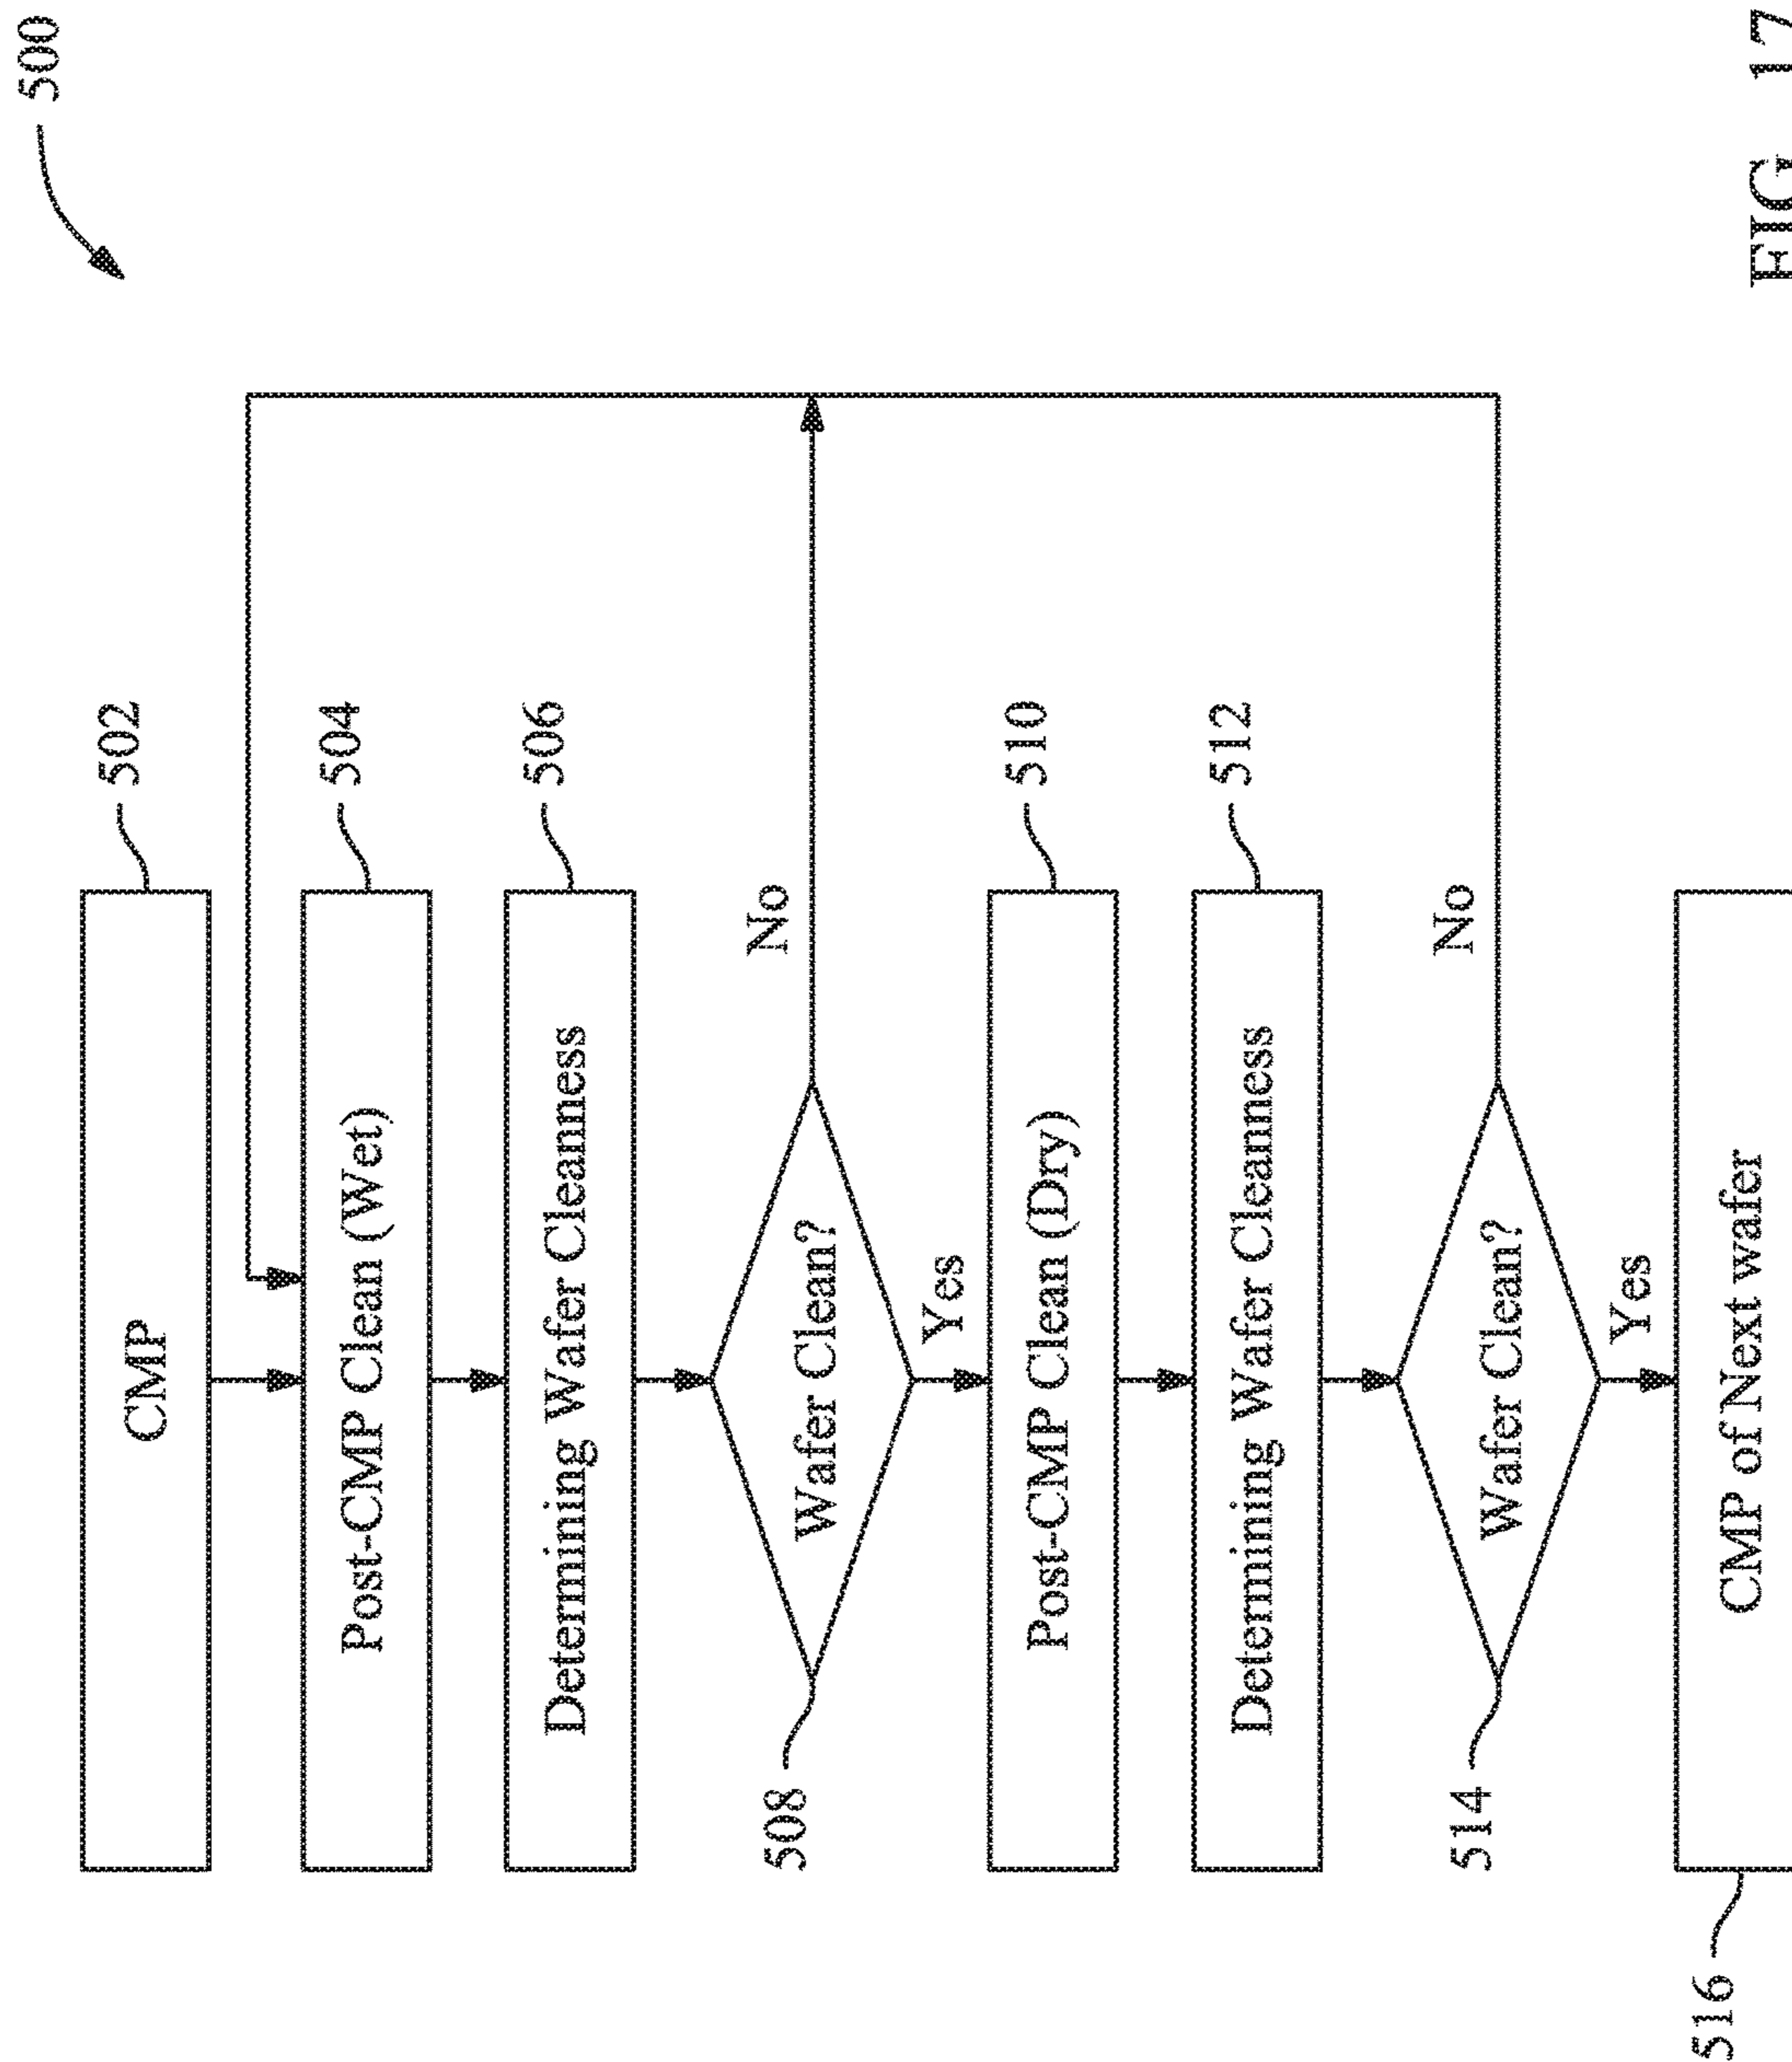 500
CMP
502
Post-CMP Clean (Wet)
504
Determining Wafer Cleanness
506
Wafer Clean?
508
No
Yes
Post-CMP Clean (Dry)
510
Determining Wafer Cleanness
512
Wafer Clean?
514
No
Yes
CMP of Next wafer
516
FIG 17